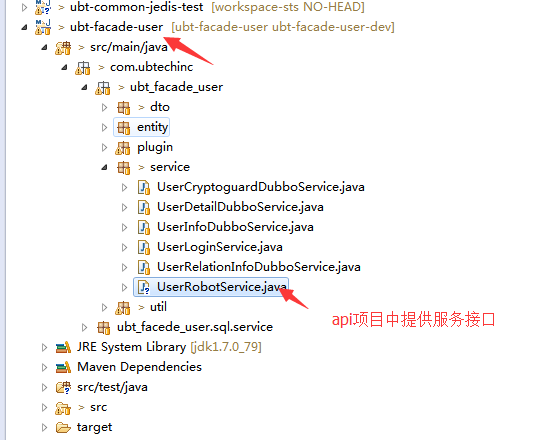 > ubt-common-jedis-test [workspace-sts NO-HEAD]
> ubt-facade-user [ubt-facade-user ubt-facade-user-dev]
> src/main/java
> com.ubtechinc
> ubt_facade_user
> dto
entity
plugin
> service
UserCryptoguardDubboService.java
UserDetailDubboService.java
UserInfoDubboService.java
UserLoginService.java
UserRelationInfoDubboService.java
UserRobotService.java
> util
api项目中提供服务接口
ubt_facede_user.sql.service
JRE System Library [jdk1.7.0_79]
Maven Dependencies
src/test/java
> src
target